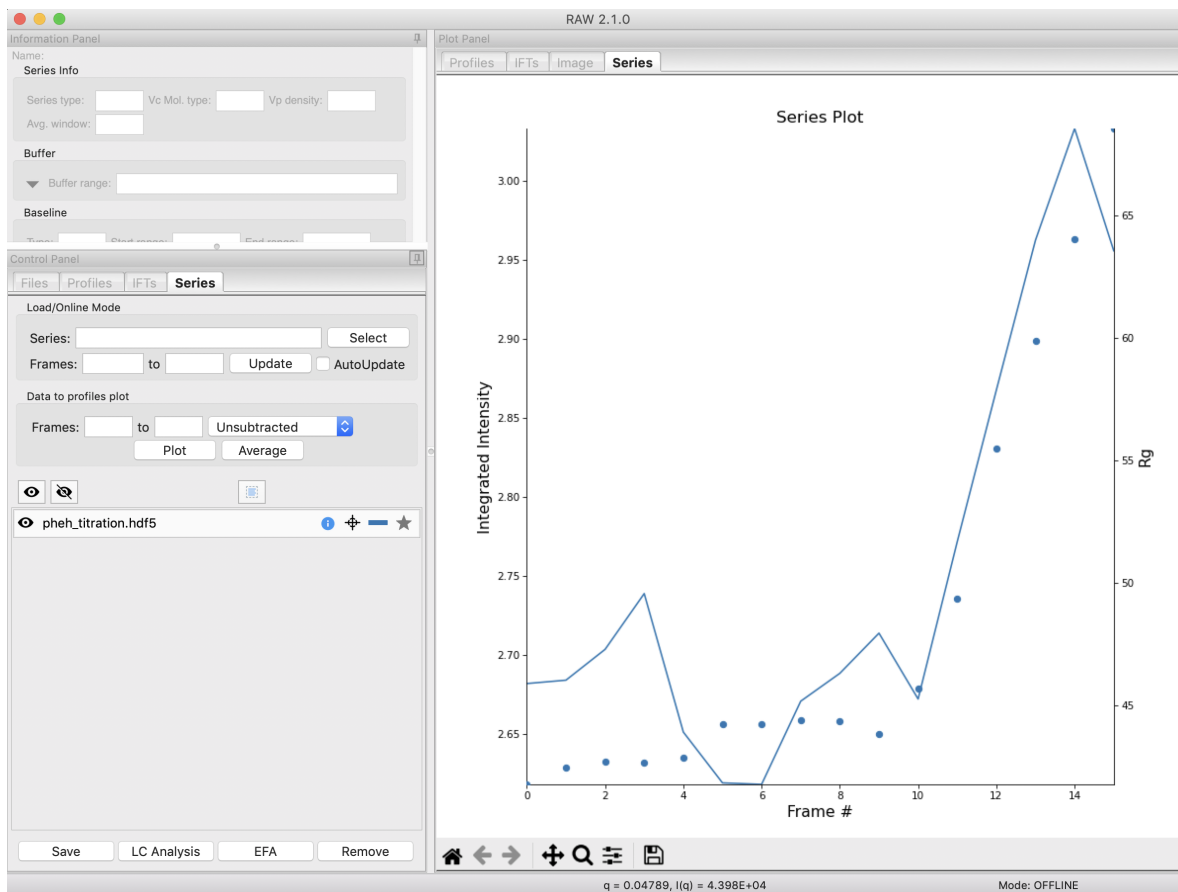 RAW 2.1.0
Information Panel
Name:
Series Info
Series type: Vc Mol. type: Vp density:
Avg. window:
Buffer
Buffer range:
Baseline
Type: Start range: End range:
Control Panel
Files Profiles IFTs Series
Load/Online Mode
Series: Select
Frames: to Update AutoUpdate
Data to profiles plot
Frames: to Unsubtracted
Plot Average
pheh_titration.hdf5
Save LC Analysis EFA Remove
Plot Panel
Profiles IFTs Image Series
Series Plot
Integrated Intensity
3.00
2.95
2.90
2.85
2.80
2.75
2.70
2.65
65
60
55
50
45
Rg
0 2 4 6 8 10 12 14
Frame #
q = 0.04789, I(q) = 4.398E+04 Mode: OFFLINE